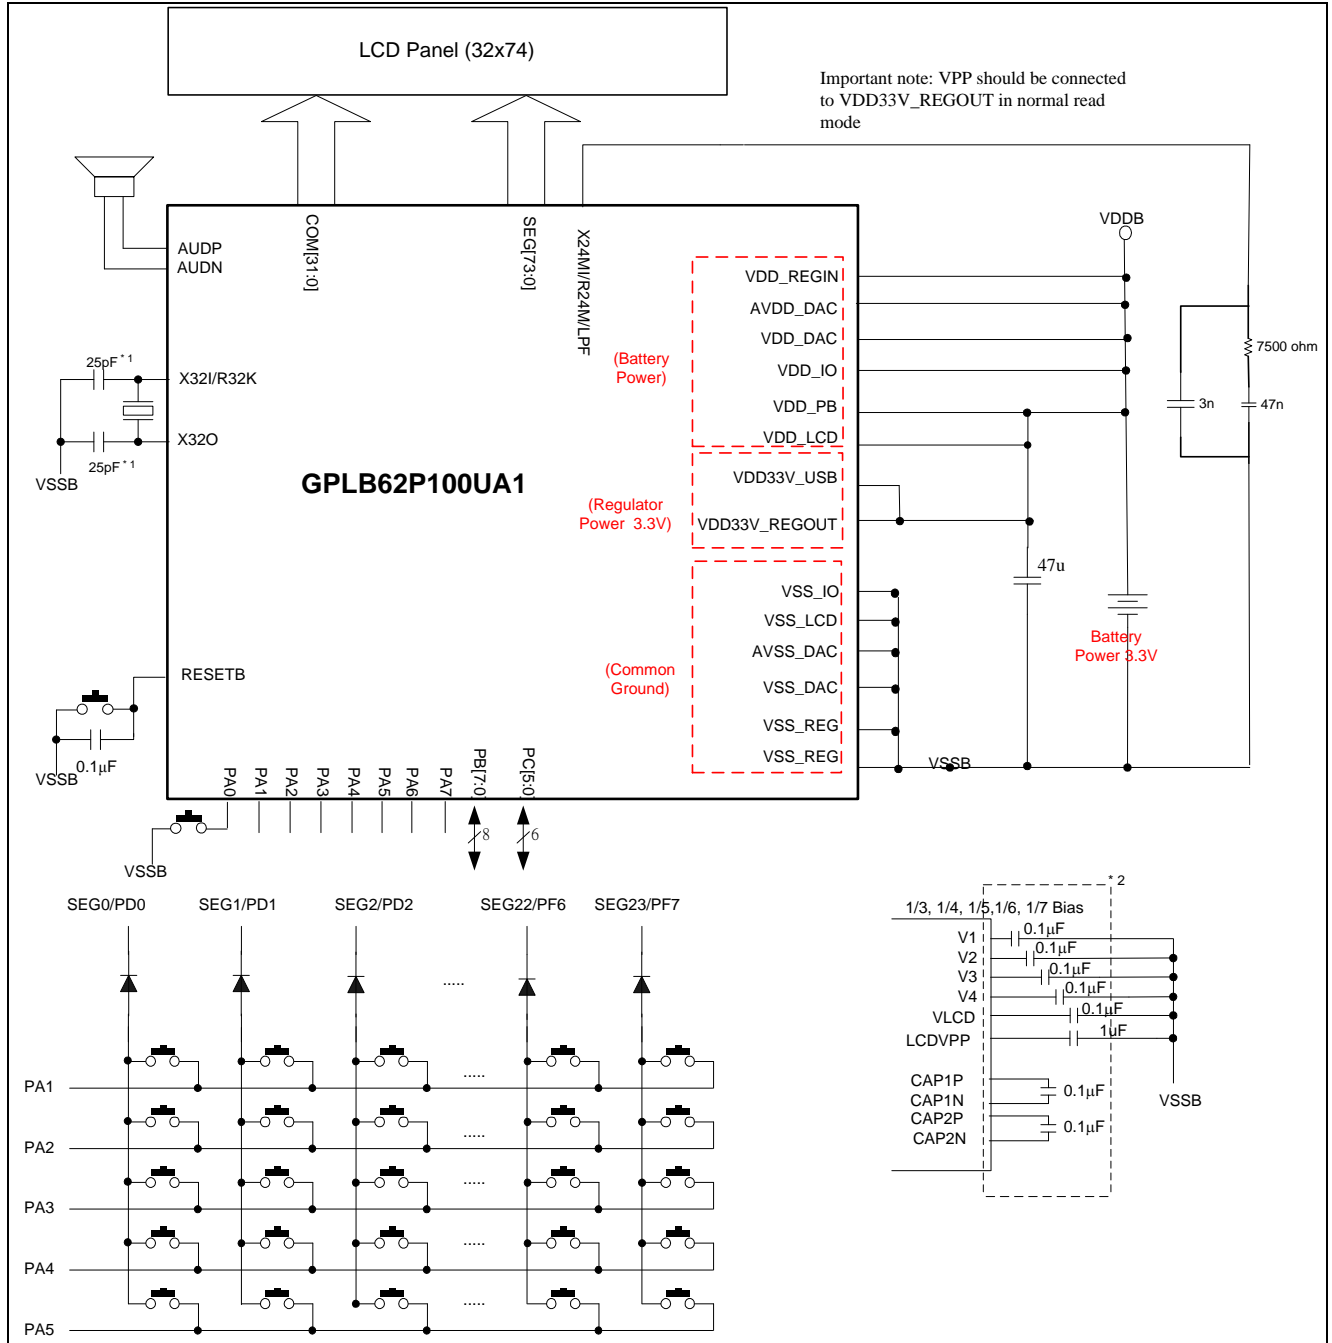 LCD Panel (32x74)
Important note: VPP should be connected
to VDD33V_REGOUT in normal read
mode
COM[31:0]
SEG[73:0]
X24MI/R24M/LPF
AUDP
AUDN
25pF*1
X32I/R32K
X32O
25pF*1
VSSB
GPLB62P100UA1
VDDB
VDD_REGIN
AVDD_DAC
VDD_DAC
(Battery
Power)
VDD_IO
VDD_PB
VDD_LCD
7500 ohm
3n
47n
VDD33V_USB
(Regulator
Power 3.3V)
VDD33V_REGOUT
47u
VSS_IO
VSS_LCD
AVSS_DAC
(Common
Ground)
VSS_DAC
VSS_REG
VSS_REG
VSSB
Battery
Power 3.3V
RESETB
0.1µF
VSSB
PA0
PA1
PA2
PA3
PA4
PA5
PA6
PA7
PB[7:0]
PC[5:0]
8
6
VSSB
SEG0/PD0
SEG1/PD1
SEG2/PD2
SEG22/PF6
SEG23/PF7
.....
.....
PA1
.....
PA2
.....
PA3
.....
PA4
.....
PA5
* 2
1/3, 1/4, 1/5,1/6, 1/7 Bias
V1
0.1µF
V2
0.1µF
V3
0.1µF
V4
0.1µF
VLCD
0.1µF
LCDVPP
1uF
CAP1P
CAP1N
0.1µF
CAP2P
CAP2N
0.1µF
VSSB